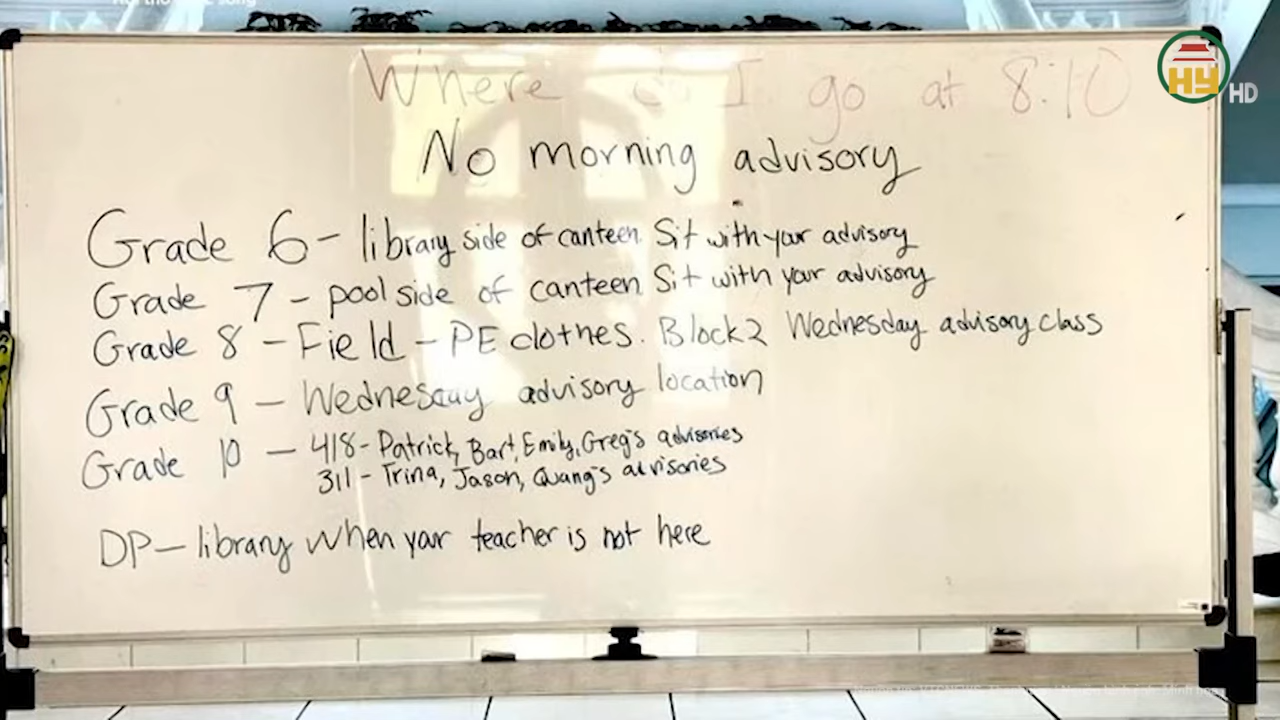 Where do I go at 8:10
No morning advisory
Grade 6 - library side of canteen. Sit with your advisory
Grade 7 - pool side of canteen. Sit with your advisory
Grade 8 - Field - PE clothes. Block 2 Wednesday advisory class
Grade 9 - Wednesday advisory location
Grade 10 - 418 - Patrick, Bart, Emily, Greg's advisories
311 - Trina, Jason, Quang's advisories
DP - library when your teacher is not here
HY HD